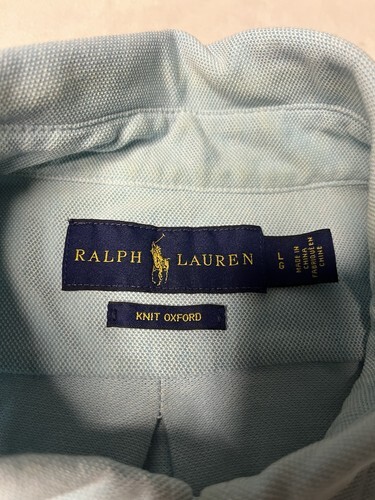 RALPH LAUREN
L
G
MADE IN
CHINA
FABRIQUÉ EN
CHINE
KNIT OXFORD